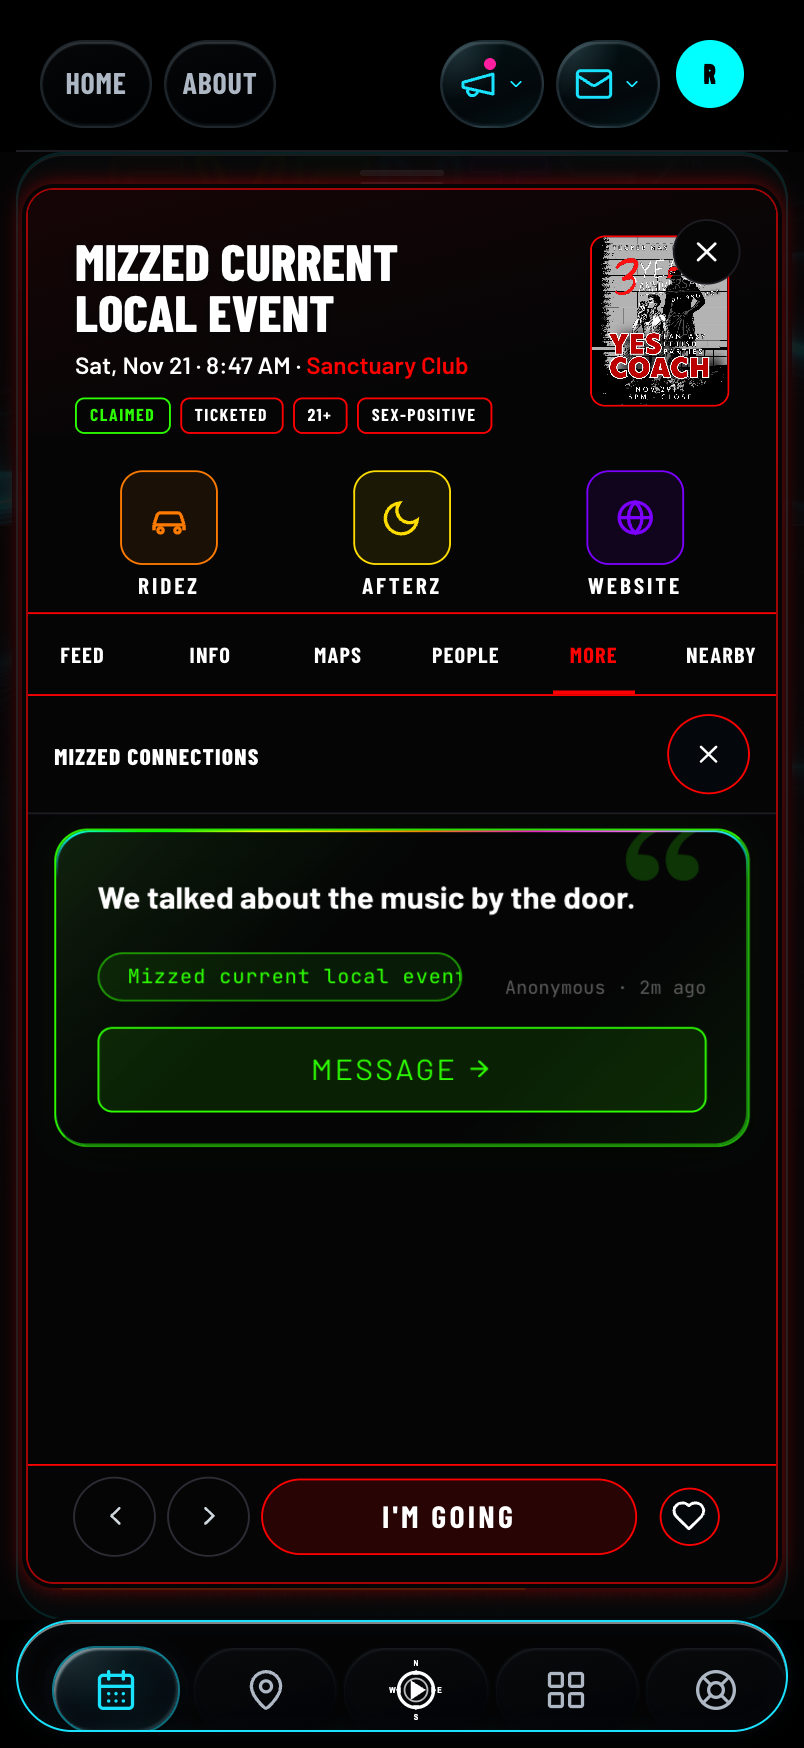 HOME
ABOUT
R
MIZZED CURRENT
LOCAL EVENT
Sat, Nov 21 · 8:47 AM · Sanctuary Club
CLAIMED
TICKETED
21+
SEX-POSITIVE
3
YES
COACH
RIDEZ
AFTERZ
WEBSITE
FEED
INFO
MAPS
PEOPLE
MORE
NEARBY
MIZZED CONNECTIONS
We talked about the music by the door.
Mizzed current local event
Anonymous · 2m ago
MESSAGE →
I'M GOING
N
W
E
S